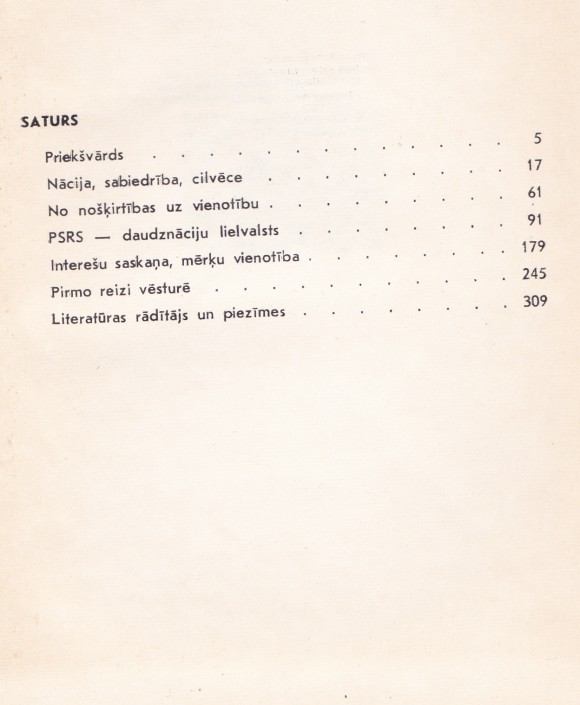 SATURS
Priekšvārds . . . . . . . . . . . . . 5
Nācija, sabiedrība, cilvēce . . . . . . . . . 17
No nošķirtības uz vienotību . . . . . . . . . 61
PSRS — daudznāciju lielvalsts . . . . . . . . 91
Interešu saskaņa, mērķu vienotība . . . . . . . . 179
Pirmo reizi vēsturē . . . . . . . . . . . 245
Literatūras rādītājs un piezīmes . . . . . . . . 309